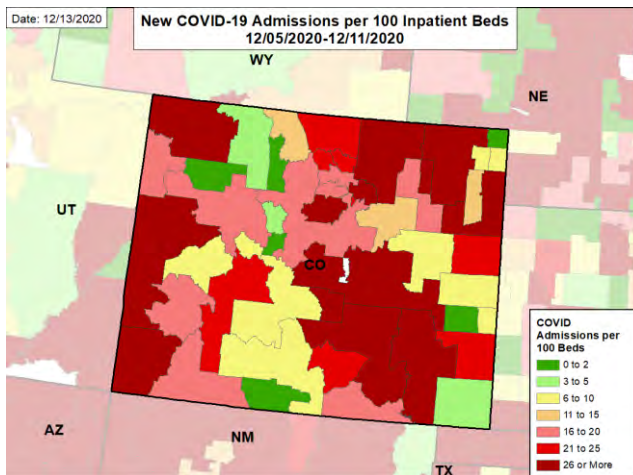 Date: 12/13/2020
New COVID-19 Admissions per 100 Inpatient Beds
12/05/2020-12/11/2020
WY
NE
UT
CO
COVID
Admissions per
100 Beds
0 to 2
3 to 5
6 to 10
11 to 15
16 to 20
21 to 25
26 or More
AZ
NM
TX